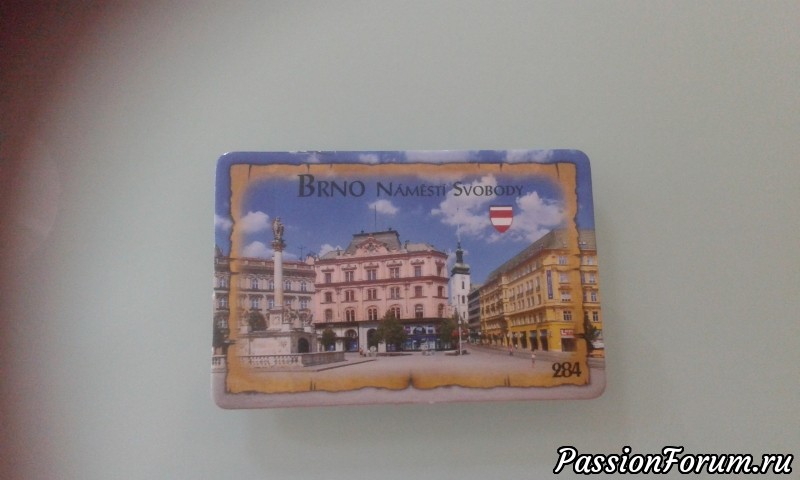 BRNO NÁMĚSTÍ SVOBODY
284
PassionForum.ru